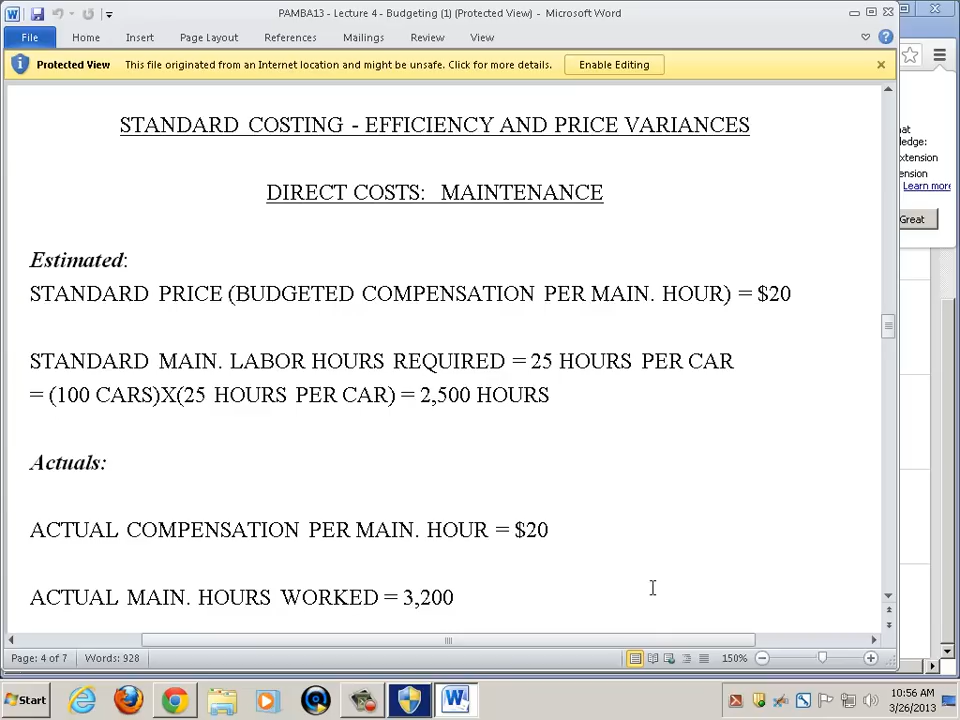 PAMBA13 - Lecture 4 - Budgeting (1) (Protected View) - Microsoft Word
File Home Insert Page Layout References Mailings Review View
Protected View This file originated from an Internet location and might be unsafe. Click for more details. Enable Editing
STANDARD COSTING - EFFICIENCY AND PRICE VARIANCES
DIRECT COSTS: MAINTENANCE
Estimated:
STANDARD PRICE (BUDGETED COMPENSATION PER MAIN. HOUR) = $20
STANDARD MAIN. LABOR HOURS REQUIRED = 25 HOURS PER CAR
= (100 CARS)X(25 HOURS PER CAR) = 2,500 HOURS
Actuals:
ACTUAL COMPENSATION PER MAIN. HOUR = $20
ACTUAL MAIN. HOURS WORKED = 3,200
Page: 4 of 7 Words: 928 150%
hat
ledge:
xtension
ension
Learn more
Great
Start
10:56 AM
3/26/2013